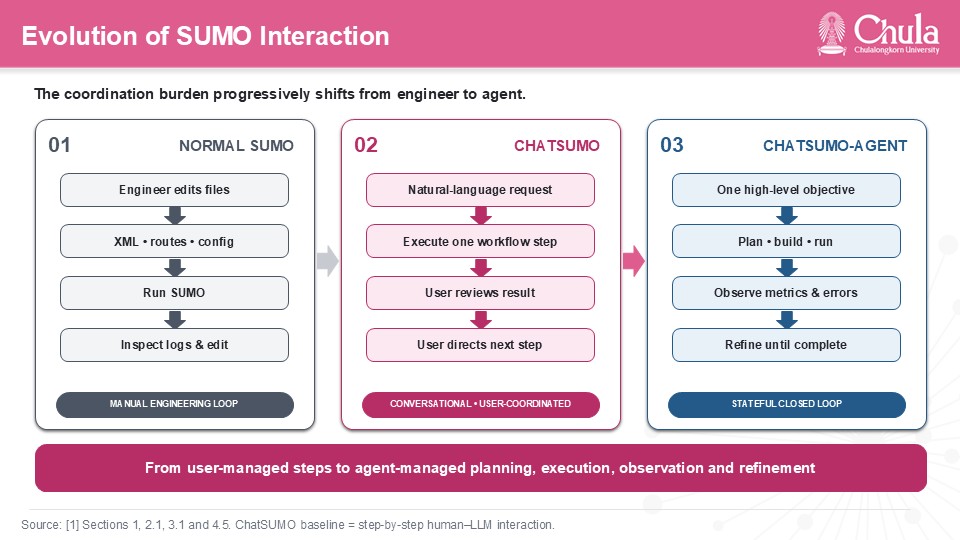 Evolution of SUMO Interaction
Chula
Chulalongkorn University
The coordination burden progressively shifts from engineer to agent.
01
NORMAL SUMO
Engineer edits files
XML • routes • config
Run SUMO
Inspect logs & edit
MANUAL ENGINEERING LOOP
02
CHATSUMO
Natural-language request
Execute one workflow step
User reviews result
User directs next step
CONVERSATIONAL • USER-COORDINATED
03
CHATSUMO-AGENT
One high-level objective
Plan • build • run
Observe metrics & errors
Refine until complete
STATEFUL CLOSED LOOP
From user-managed steps to agent-managed planning, execution, observation and refinement
Source: [1] Sections 1, 2.1, 3.1 and 4.5. ChatSUMO baseline = step-by-step human–LLM interaction.